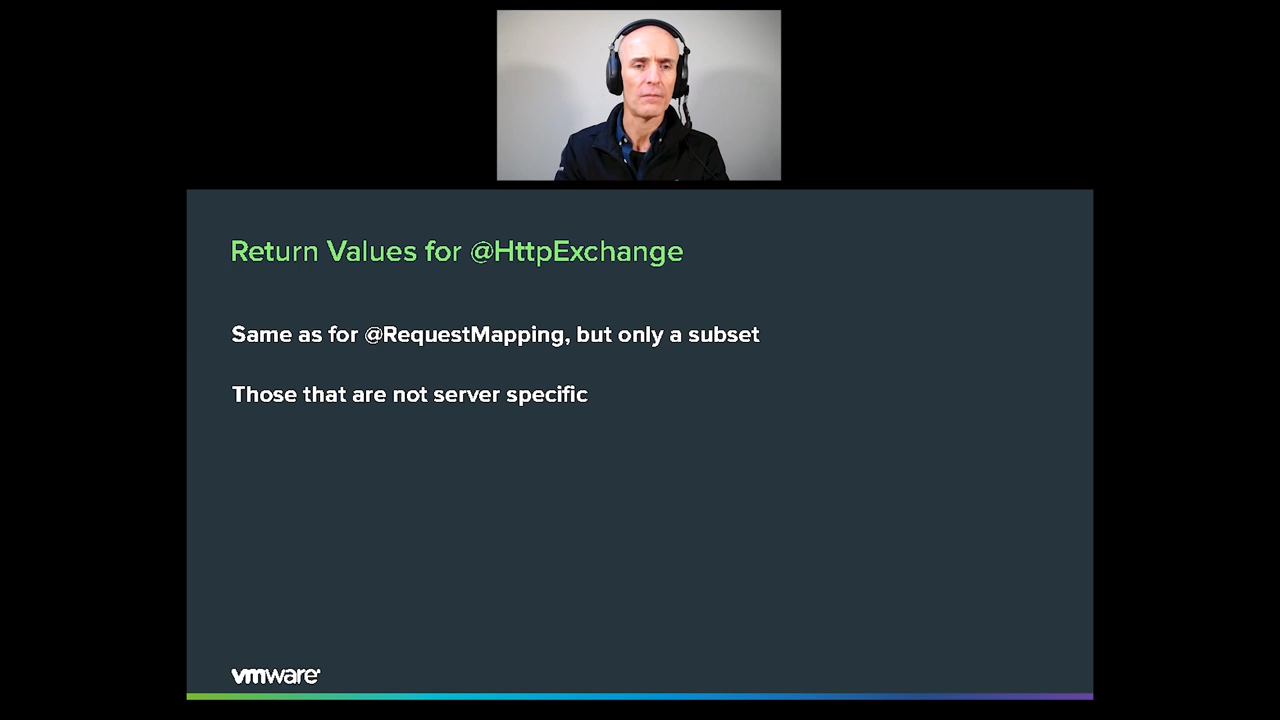 Return Values for @HttpExchange
Same as for @RequestMapping, but only a subset
Those that are not server specific
vmware